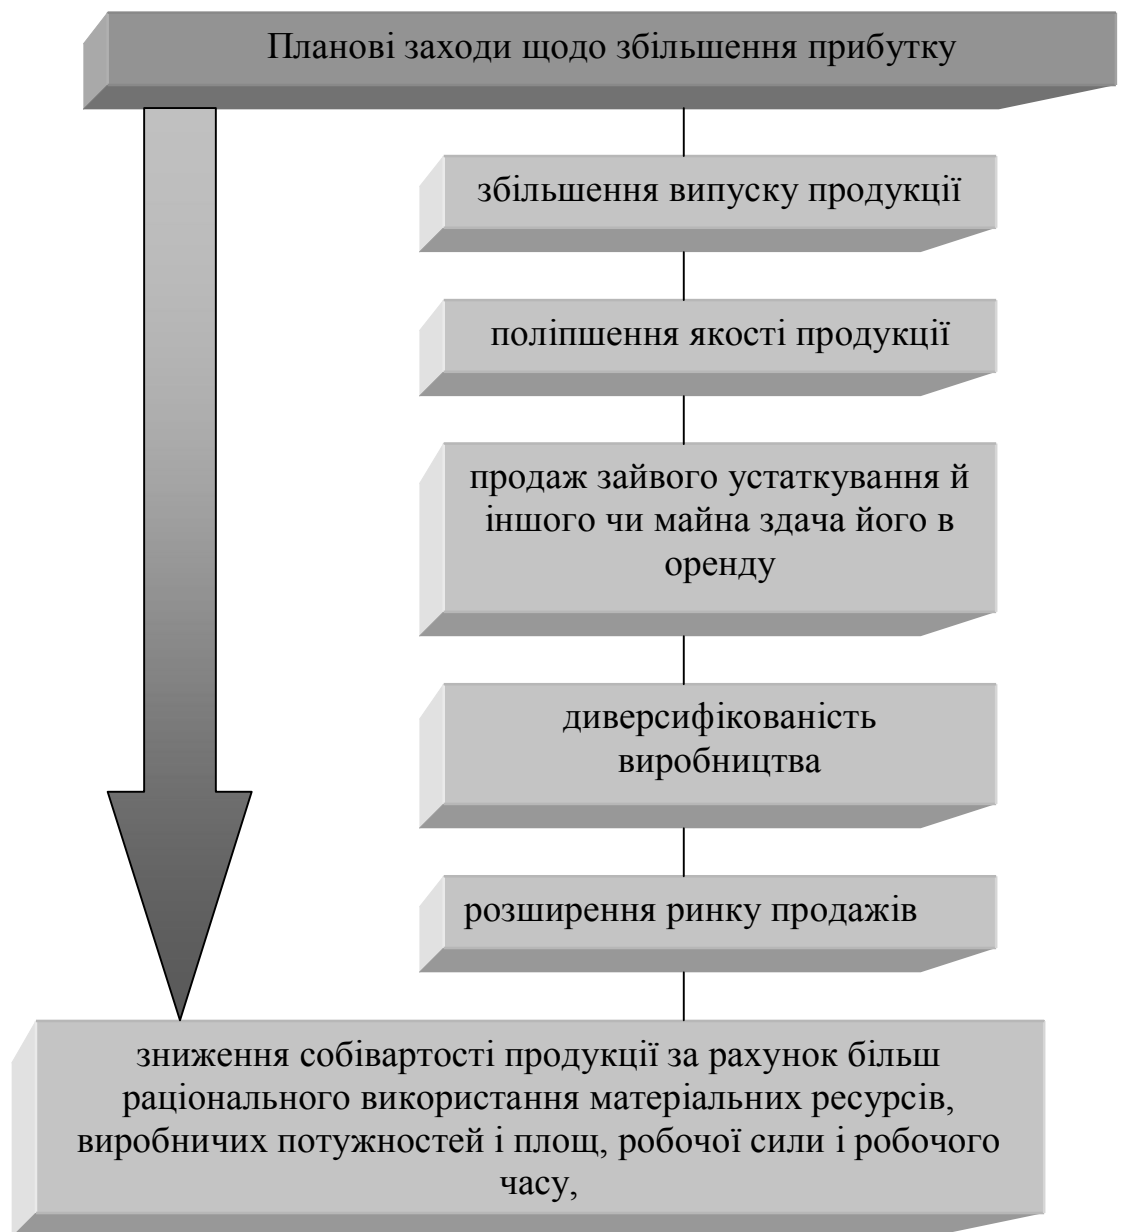 Планові заходи щодо збільшення прибутку
збільшення випуску продукції
поліпшення якості продукції
продаж зайвого устаткування й
іншого чи майна здача його в
оренду
диверсифікованість
виробництва
розширення ринку продажів
зниження собівартості продукції за рахунок більш
раціонального використання матеріальних ресурсів,
виробничих потужностей і площ, робочої сили і робочого
часу,